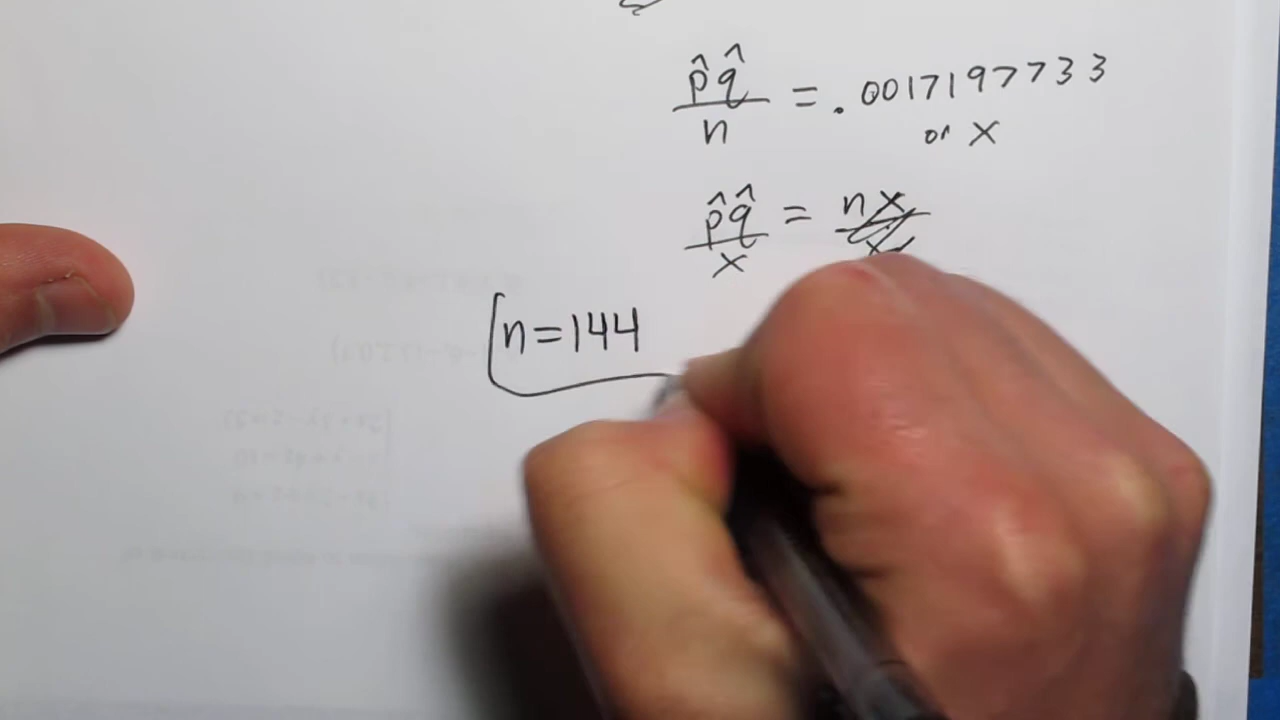 p̂q̂/n = .0017197733
or x
p̂q̂/x = nx/x
n=144